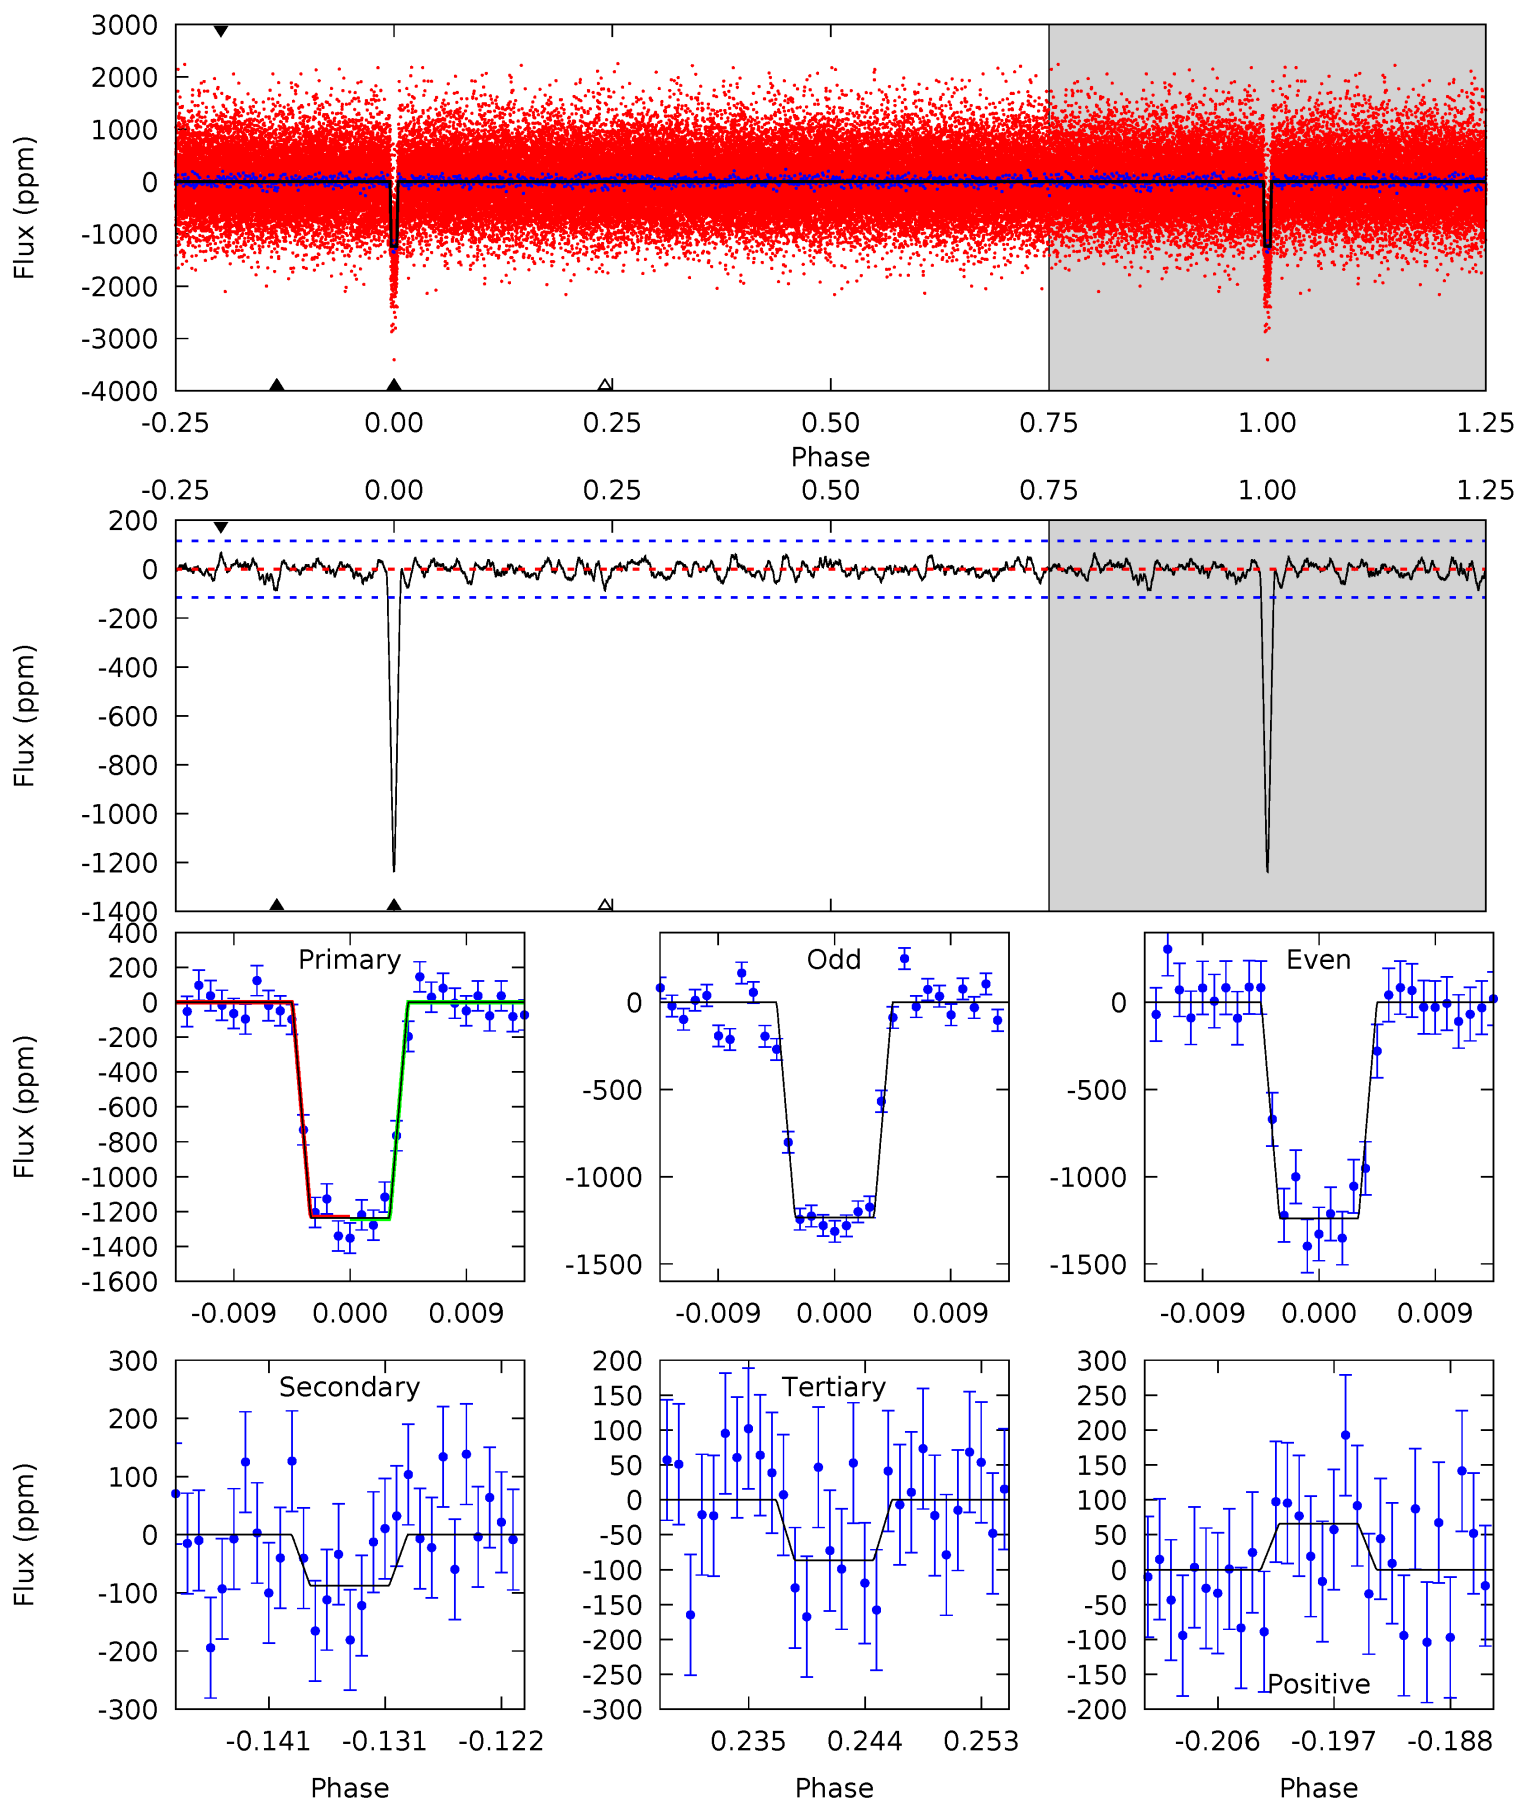 3000
2000
1000
0
-1000
-2000
-3000
-4000
Flux (ppm)
-0.25 0.00 0.25 0.50 0.75 1.00 1.25
Phase
-0.25 0.00 0.25 0.50 0.75 1.00 1.25
200
0
-200
-400
-600
-800
-1000
-1200
-1400
Flux (ppm)
Primary
400
200
0
-200
-400
-600
-800
-1000
-1200
-1400
-1600
Flux (ppm)
-0.009 0.000 0.009
Odd
0
-500
-1000
-1500
-0.009 0.000 0.009
Even
0
-500
-1000
-1500
-0.009 0.000 0.009
Secondary
300
200
100
0
-100
-200
-300
Flux (ppm)
-0.141 -0.131 -0.122
Phase
Tertiary
200
150
100
50
0
-50
-100
-150
-200
-250
-300
0.235 0.244 0.253
Phase
300
250
200
150
100
50
0
-50
-100
-150
-200
Positive
-0.206 -0.197 -0.188
Phase